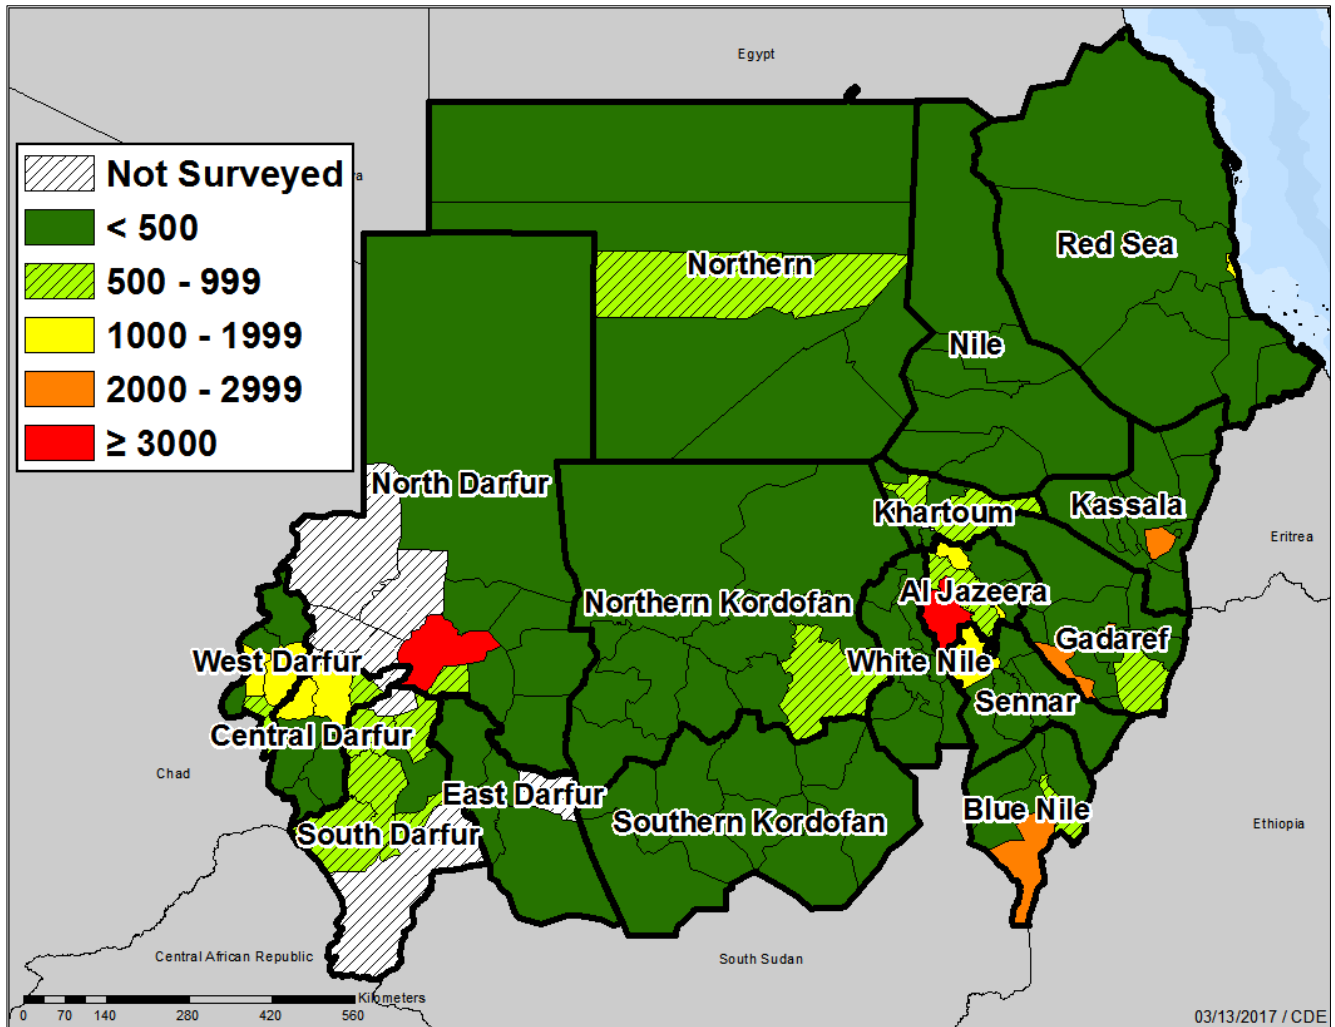 Egypt
Not Surveyed
a
< 500
500 - 999
1000 - 1999
2000 - 2999
≥ 3000
Red Sea
Northern
Nile
North Darfur
Khartoum
Kassala
Eritrea
Northern Kordofan
Al Jazeera
Gadaref
West Darfur
White Nile
Sennar
Central Darfur
Chad
East Darfur
Blue Nile
South Darfur
Southern Kordofan
Ethiopia
Central African Republic
South Sudan
Kilometers
0 70 140 280 420 560
03/13/2017 / CDE